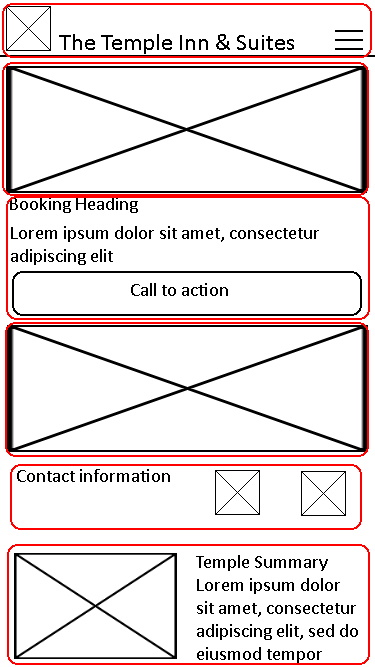 The Temple Inn & Suites
Booking Heading
Lorem ipsum dolor sit amet, consectetur
adipiscing elit
Call to action
Contact information
Temple Summary
Lorem ipsum dolor
sit amet, consectetur
adipiscing elit, sed do
eiusmod tempor